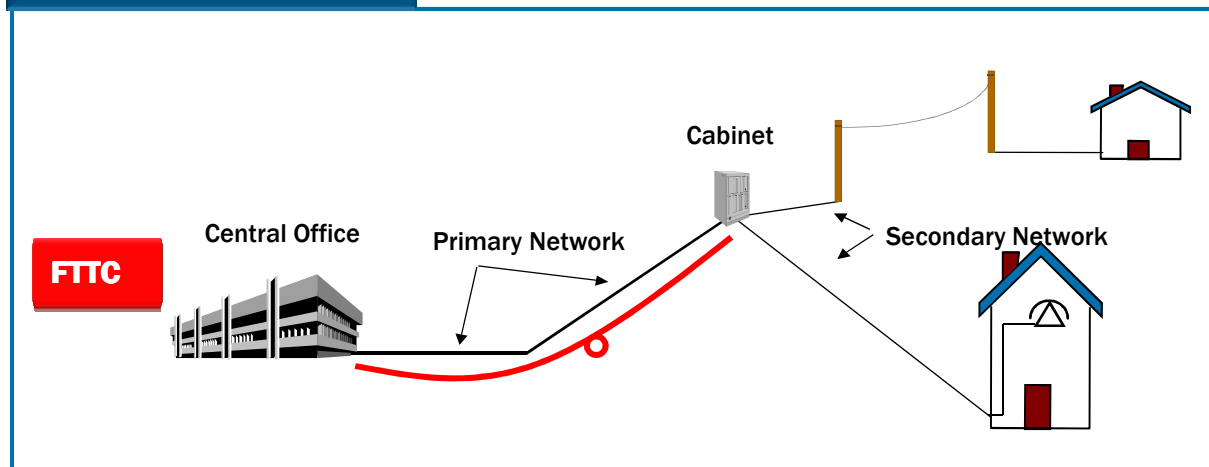 Cabinet
Central Office
Primary Network
Secondary Network
FTTC